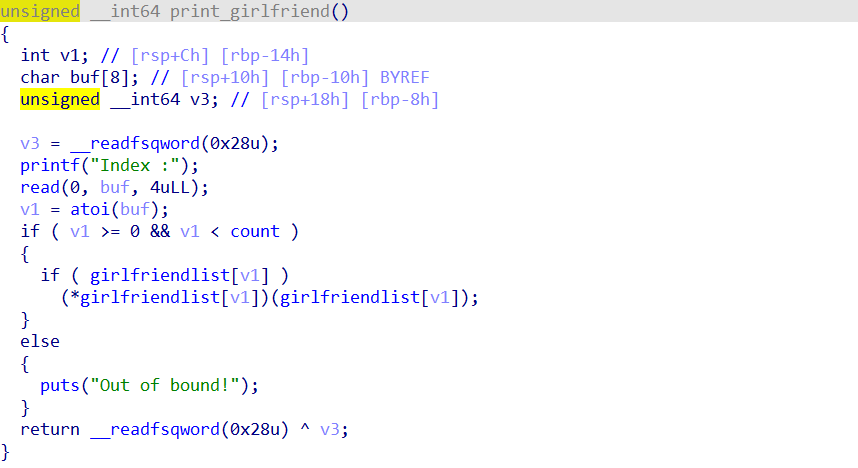 unsigned __int64 print_girlfriend()
{
  int v1; // [rsp+Ch] [rbp-14h]
  char buf[8]; // [rsp+10h] [rbp-10h] BYREF
  unsigned __int64 v3; // [rsp+18h] [rbp-8h]

  v3 = __readfsqword(0x28u);
  printf("Index :");
  read(0, buf, 4uLL);
  v1 = atoi(buf);
  if ( v1 >= 0 && v1 < count )
  {
    if ( girlfriendlist[v1] )
      (*girlfriendlist[v1])(girlfriendlist[v1]);
  }
  else
  {
    puts("Out of bound!");
  }
  return __readfsqword(0x28u) ^ v3;
}